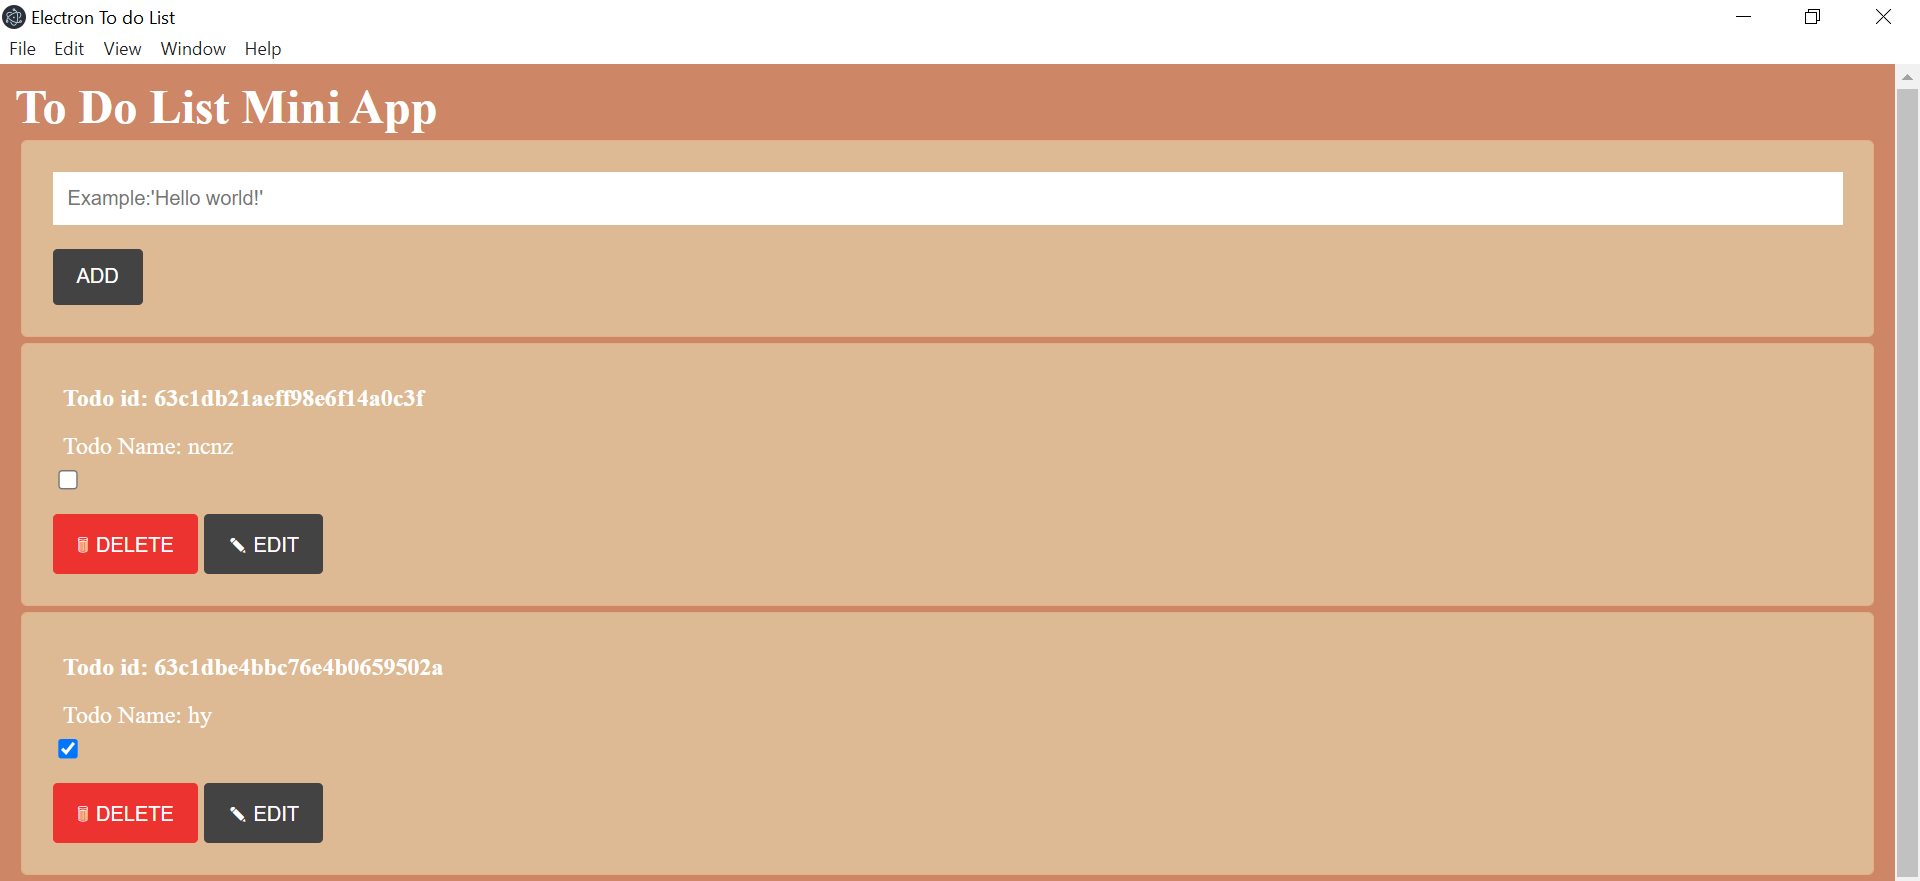 Electron To do List
File Edit View Window Help
To Do List Mini App
Example:'Hello world!'
ADD
Todo id: 63c1db21aeff98e6f14a0c3f
Todo Name: ncnz
DELETE EDIT
Todo id: 63c1dbe4bbc76e4b0659502a
Todo Name: hy
DELETE EDIT